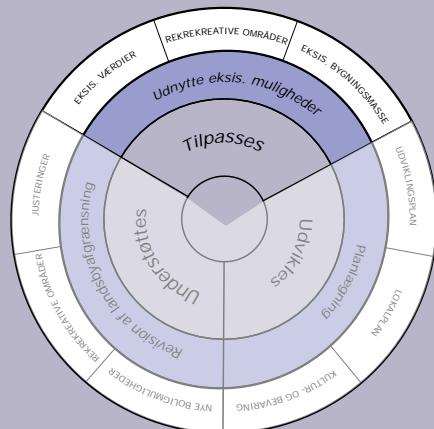 EKSIS. VÆRDIER
REKREKREATIVE OMRÅDER
EKSIS. BYGNINGSMASSE
Udnytte eksis. muligheder
Tilpasses
UDVIKLINGSPLAN
LOKALPLAN
KULTUR- OG BEVARING
planlægning
Udvikles
NYE BOLIGMULIGHEDER
REKREKREATIVE OMRÅDER
JUSTERINGER
Revision af landsbyafgrænsning
Understøttes